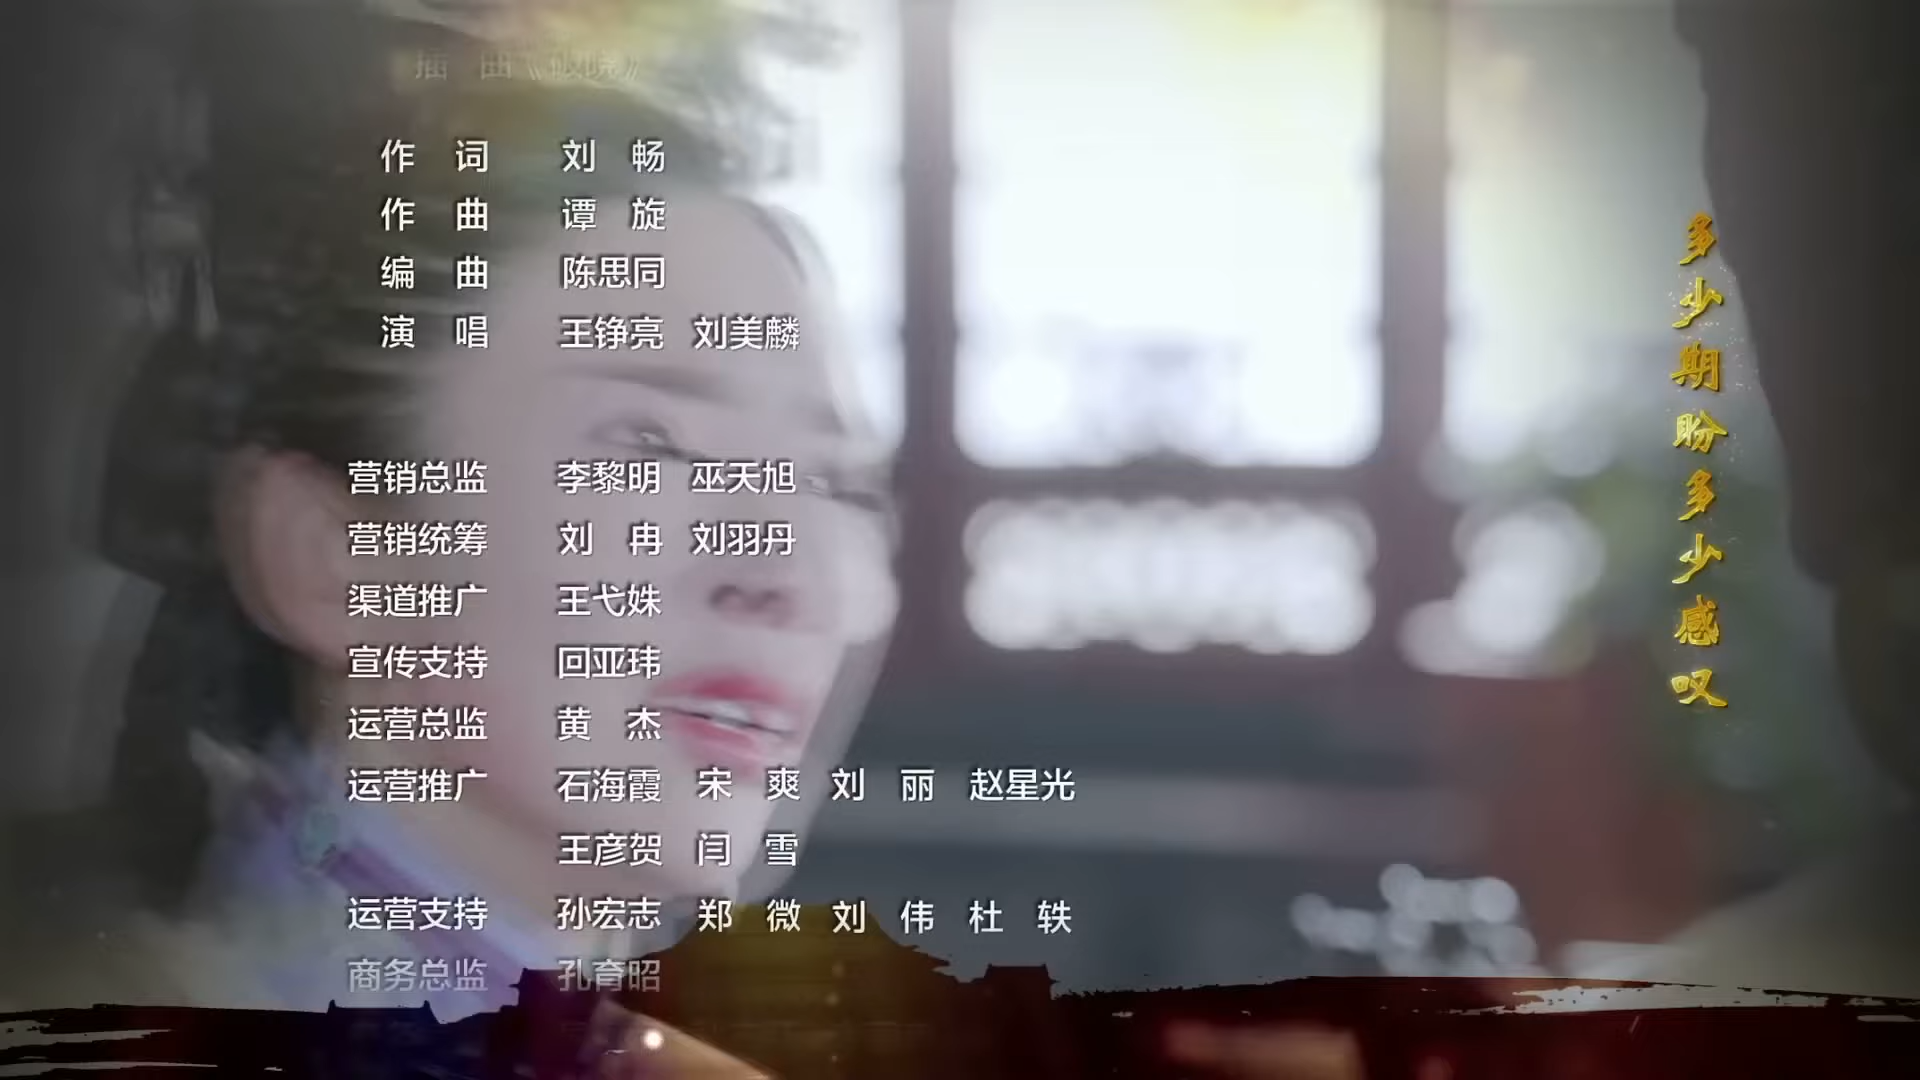 插 曲《破晓》
作 词 刘 畅
作 曲 谭 旋
编 曲 陈思同
演 唱 王铮亮 刘美麟
营销总监 李黎明 巫天旭
营销统筹 刘 冉 刘羽丹
渠道推广 王弋姝
宣传支持 回亚玮
运营总监 黄 杰
运营推广 石海霞 宋 爽 刘 丽 赵星光
王彦贺 闫 雪
运营支持 孙宏志 郑 微 刘 伟 杜 轶
商务总监 孔育昭
多少期盼多少感叹